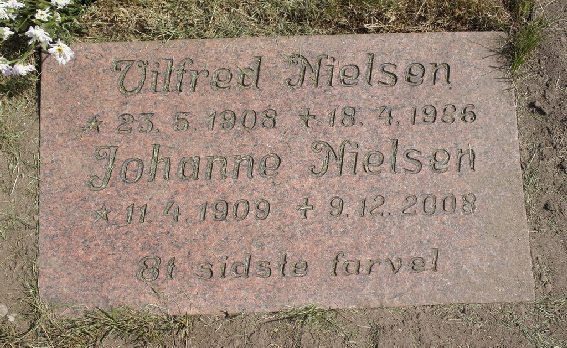 Vilfred Nielsen
* 23.5.1908 + 18.4.1986
Johanne Nielsen
* 11.4.1909 + 9.12.2008
Et sidste farvel